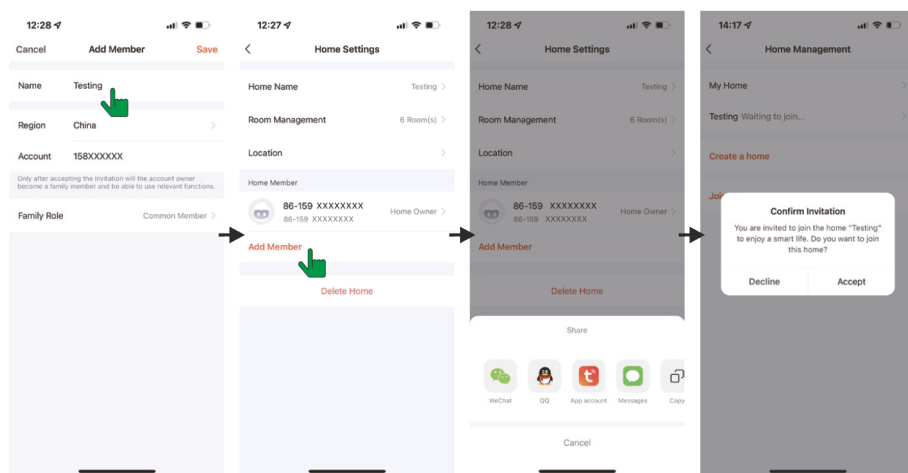 12:28
Cancel
Add Member
Save
Name
Testing
Region
China
Account
158XXXXXX
Only after accepting the invitation will the account owner
become a family member and be able to use relevant functions.
Family Role
Common Member
12:27
Home Settings
Home Name
Testing
Room Management
6 Room(s)
Location
Home Member
86-159 XXXXXXXX
86-159 XXXXXXXX
Home Owner
Add Member
Delete Home
12:28
Home Settings
Home Name
Testing
Room Management
6 Room(s)
Location
Home Member
86-159 XXXXXXXX
86-159 XXXXXXXX
Home Owner
Add Member
Delete Home
Share
WeChat
QQ
App account
Messages
Copy
Cancel
14:17
Home Management
My Home
Testing Waiting to join...
Create a home
Joi
Confirm Invitation
You are invited to join the home "Testing"
to enjoy a smart life. Do you want to join
this home?
Decline
Accept